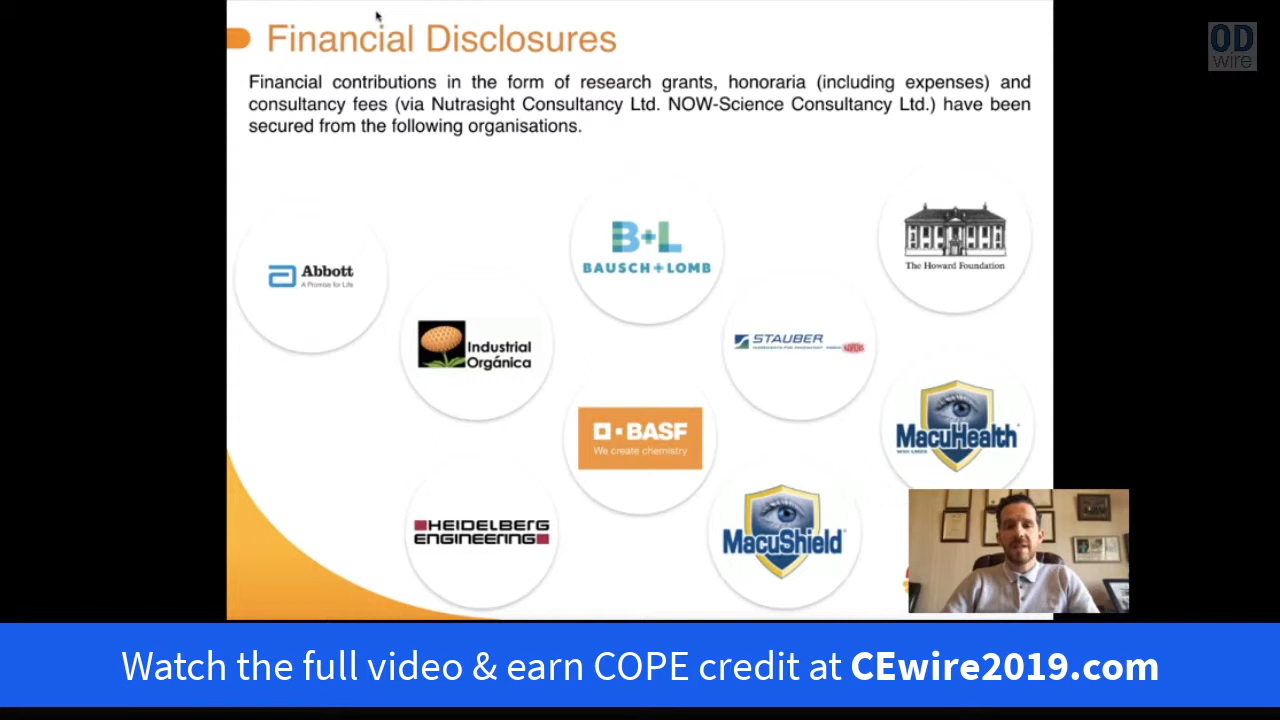 Financial Disclosures
OD
wire
Financial contributions in the form of research grants, honoraria (including expenses) and
consultancy fees (via Nutrasight Consultancy Ltd. NOW-Science Consultancy Ltd.) have been
secured from the following organisations.
Abbott
A Promise for Life
B+L
BAUSCH+LOMB
The Howard Foundation
Industrial
Orgánica
STAUBER
BASF
We create chemistry
MacuHealth
HEIDELBERG
ENGINEERING
MacuShield
Watch the full video & earn COPE credit at CEwire2019.com